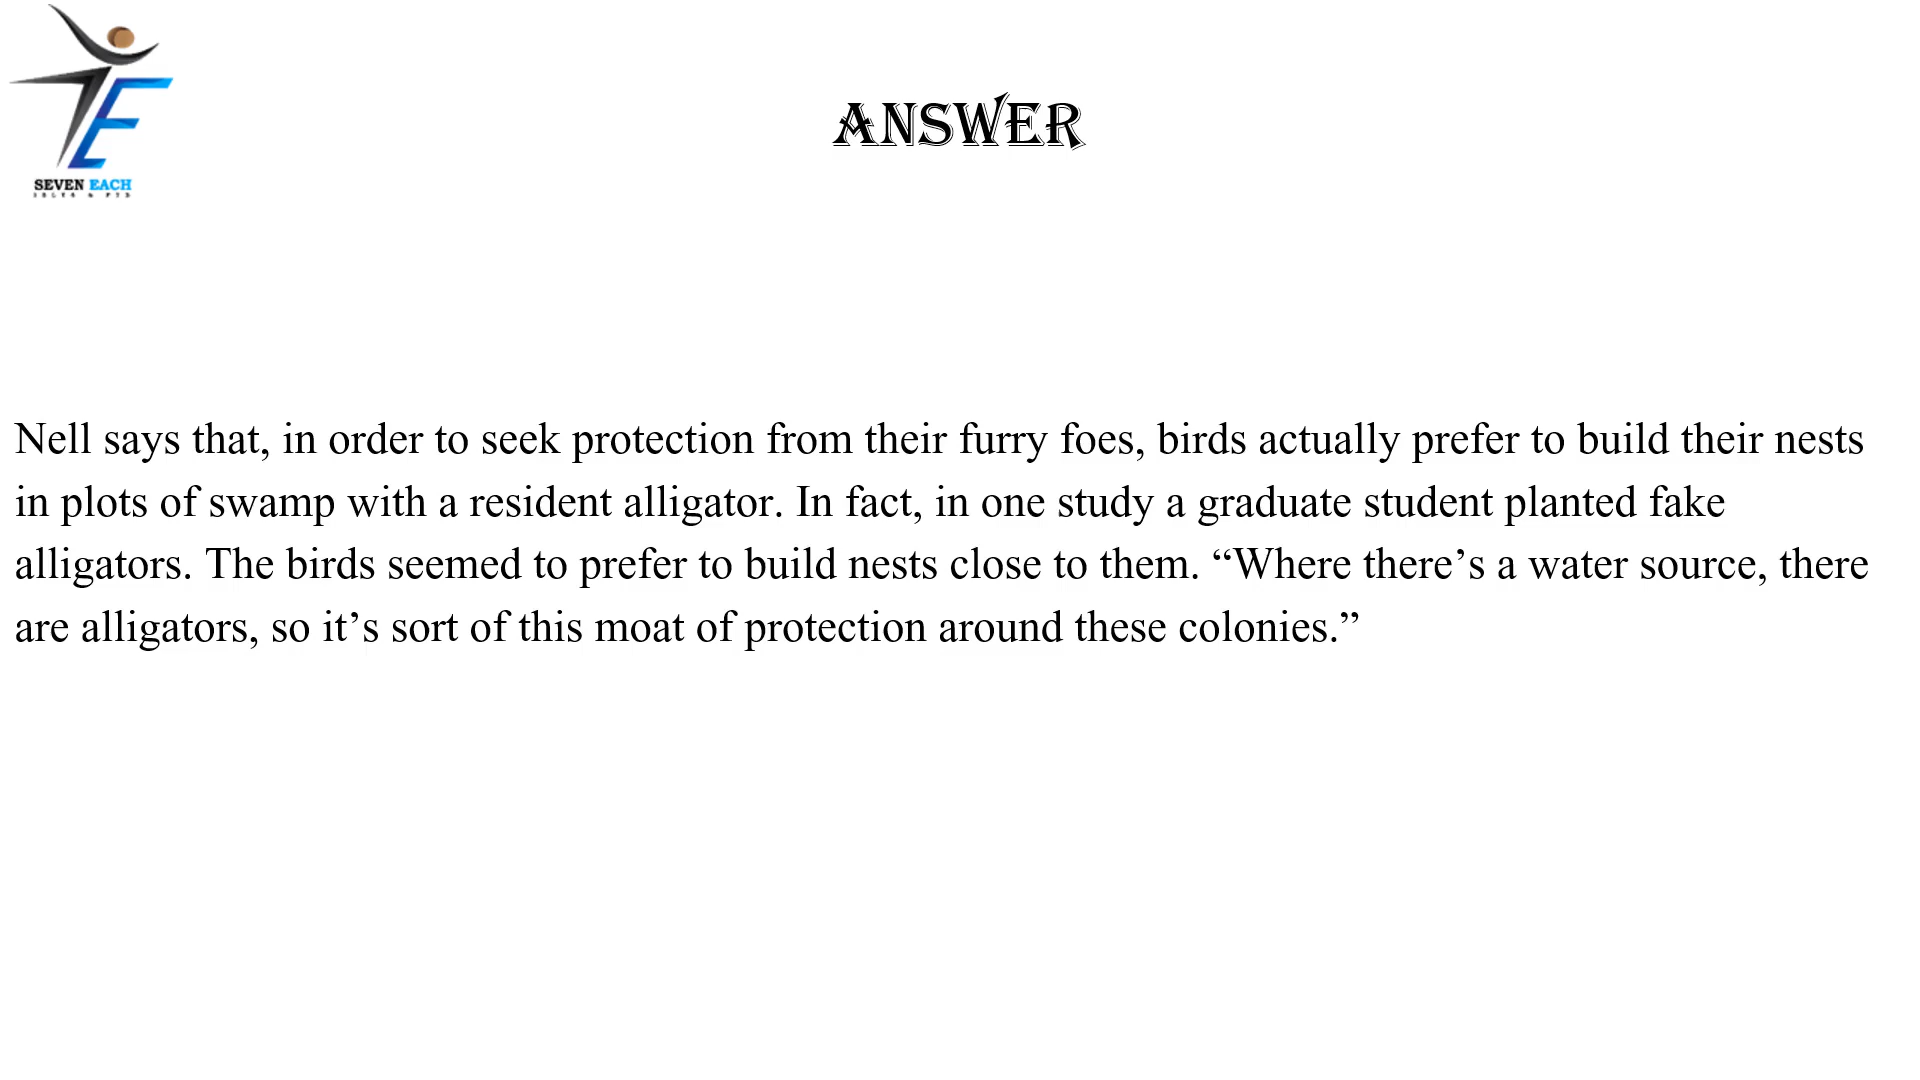 SEVEN EACH
ANSWER
Nell says that, in order to seek protection from their furry foes, birds actually prefer to build their nests
in plots of swamp with a resident alligator. In fact, in one study a graduate student planted fake
alligators. The birds seemed to prefer to build nests close to them. “Where there’s a water source, there
are alligators, so it’s sort of this moat of protection around these colonies.”